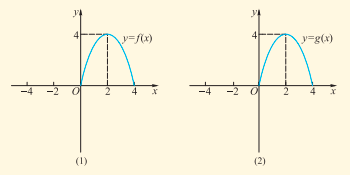 y
y
4
y=f(x)
4
y=g(x)
−4 −2 O 2 4 x
−4 −2 O 2 4 x
(1)
(2)